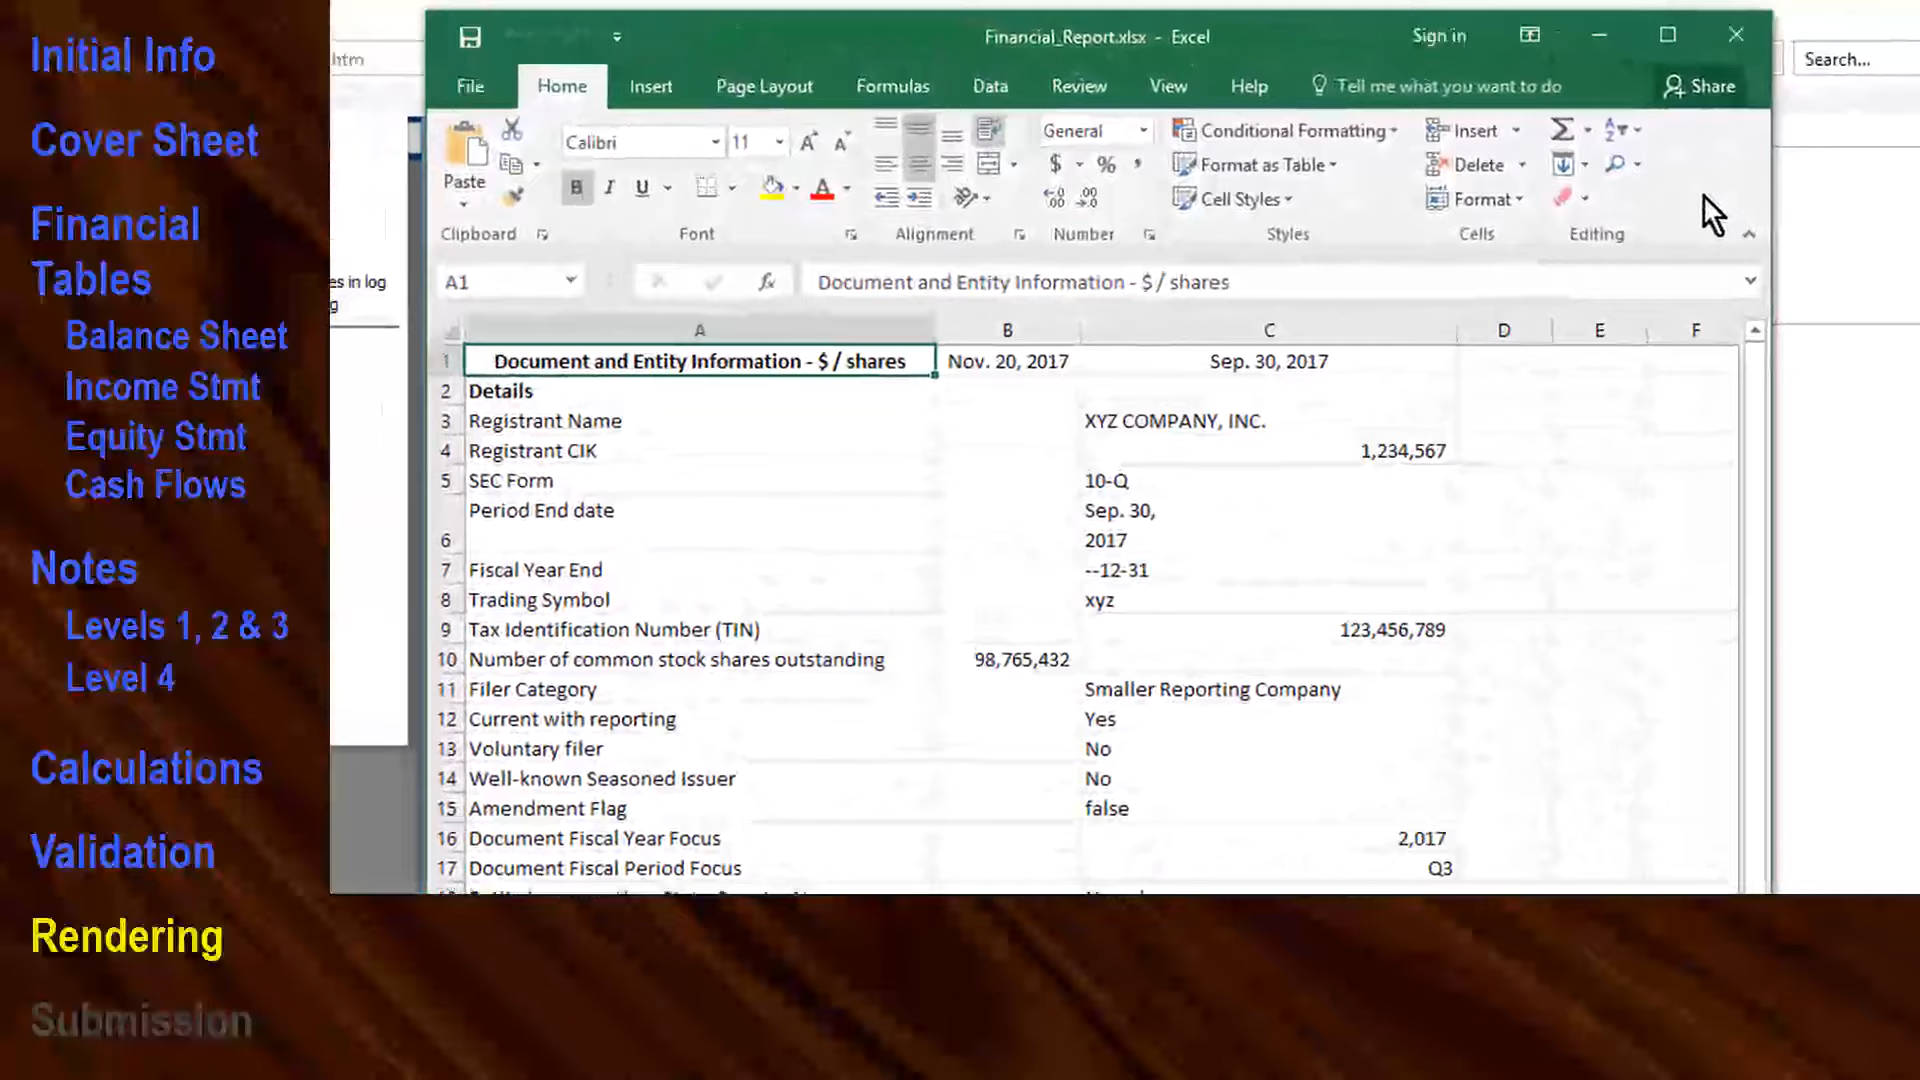 Initial Info
Cover Sheet
Financial
Tables
Balance Sheet
Income Stmt
Equity Stmt
Cash Flows
Notes
Levels 1, 2 & 3
Level 4
Calculations
Validation
Rendering
Submission
htm
es in log
g
Financial_Report.xlsx - Excel
Sign in
Search...
File Home Insert Page Layout Formulas Data Review View Help Tell me what you want to do Share
Calibri 11 General Conditional Formatting Insert
Paste $ % , Format as Table Delete
B I U A Cell Styles Format
Clipboard Font Alignment Number Styles Cells Editing
A1 fx Document and Entity Information - $ / shares
A B C D E F
1 Document and Entity Information - $ / shares Nov. 20, 2017 Sep. 30, 2017
2 Details
3 Registrant Name XYZ COMPANY, INC.
4 Registrant CIK 1,234,567
5 SEC Form 10-Q
Period End date Sep. 30,
6 2017
7 Fiscal Year End --12-31
8 Trading Symbol xyz
9 Tax Identification Number (TIN) 123,456,789
10 Number of common stock shares outstanding 98,765,432
11 Filer Category Smaller Reporting Company
12 Current with reporting Yes
13 Voluntary filer No
14 Well-known Seasoned Issuer No
15 Amendment Flag false
16 Document Fiscal Year Focus 2,017
17 Document Fiscal Period Focus Q3